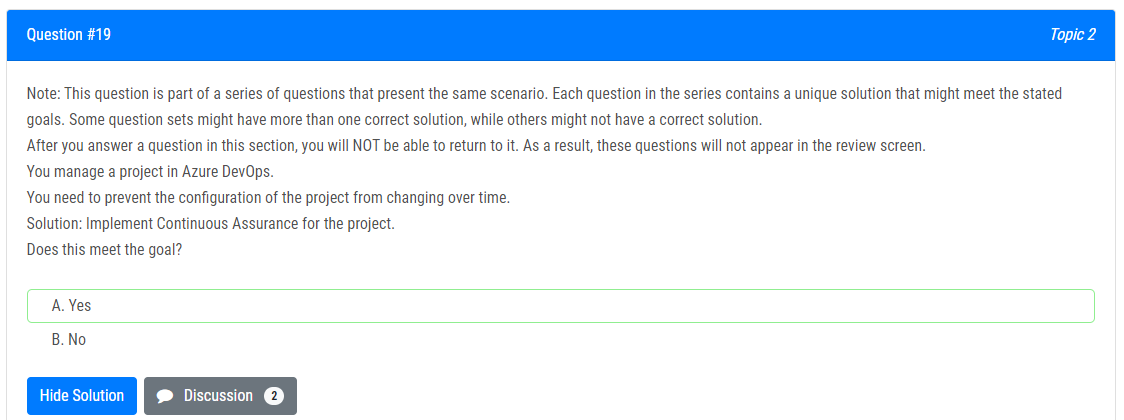 Question #19
Topic 2
Note: This question is part of a series of questions that present the same scenario. Each question in the series contains a unique solution that might meet the stated
goals. Some question sets might have more than one correct solution, while others might not have a correct solution.
After you answer a question in this section, you will NOT be able to return to it. As a result, these questions will not appear in the review screen.
You manage a project in Azure DevOps.
You need to prevent the configuration of the project from changing over time.
Solution: Implement Continuous Assurance for the project.
Does this meet the goal?
A. Yes
B. No
Hide Solution
Discussion 2